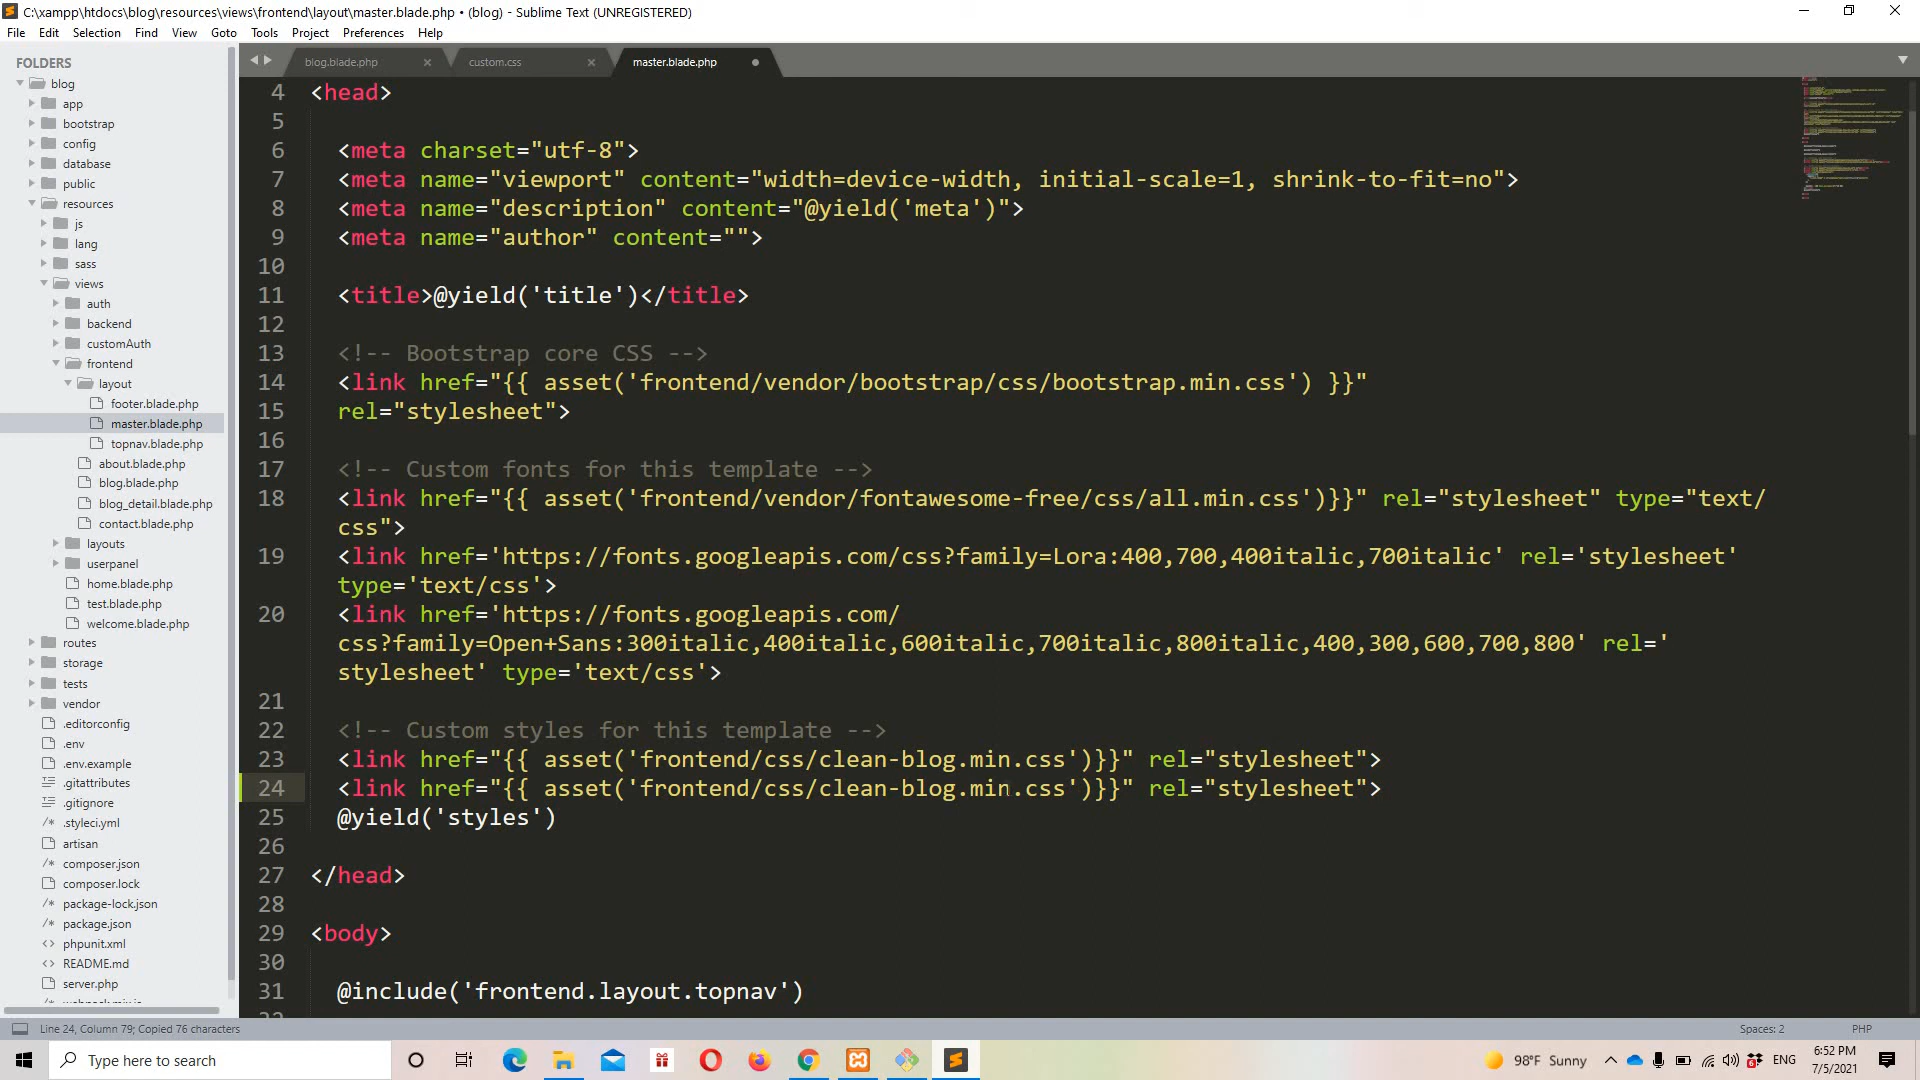 C:\xampp\htdocs\blog\resources\views\frontend\layout\master.blade.php • (blog) - Sublime Text (UNREGISTERED)
File Edit Selection Find View Goto Tools Project Preferences Help
FOLDERS
blog
app
bootstrap
config
database
public
resources
js
lang
sass
views
auth
backend
customAuth
frontend
layout
footer.blade.php
master.blade.php
topnav.blade.php
about.blade.php
blog.blade.php
blog_detail.blade.php
contact.blade.php
layouts
userpanel
home.blade.php
test.blade.php
welcome.blade.php
routes
storage
tests
vendor
.editorconfig
.env
.env.example
.gitattributes
.gitignore
.styleci.yml
artisan
composer.json
composer.lock
package-lock.json
package.json
phpunit.xml
README.md
server.php
blog.blade.php custom.css master.blade.php
4 <head>
5
6 <meta charset="utf-8">
7 <meta name="viewport" content="width=device-width, initial-scale=1, shrink-to-fit=no">
8 <meta name="description" content="@yield('meta')">
9 <meta name="author" content="">
10
11 <title>@yield('title')</title>
12
13 <!-- Bootstrap core CSS -->
14 <link href="{{ asset('frontend/vendor/bootstrap/css/bootstrap.min.css') }}"
15 rel="stylesheet">
16
17 <!-- Custom fonts for this template -->
18 <link href="{{ asset('frontend/vendor/fontawesome-free/css/all.min.css')}}" rel="stylesheet" type="text/
css">
19 <link href='https://fonts.googleapis.com/css?family=Lora:400,700,400italic,700italic' rel='stylesheet'
type='text/css'>
20 <link href='https://fonts.googleapis.com/
css?family=Open+Sans:300italic,400italic,600italic,700italic,800italic,400,300,600,700,800' rel='
stylesheet' type='text/css'>
21
22 <!-- Custom styles for this template -->
23 <link href="{{ asset('frontend/css/clean-blog.min.css')}}" rel="stylesheet">
24 <link href="{{ asset('frontend/css/clean-blog.min.css')}}" rel="stylesheet">
25 @yield('styles')
26
27 </head>
28
29 <body>
30
31 @include('frontend.layout.topnav')
Line 24, Column 79; Copied 76 characters
Spaces: 2 PHP
Type here to search
98°F Sunny
ENG
6:52 PM
7/5/2021